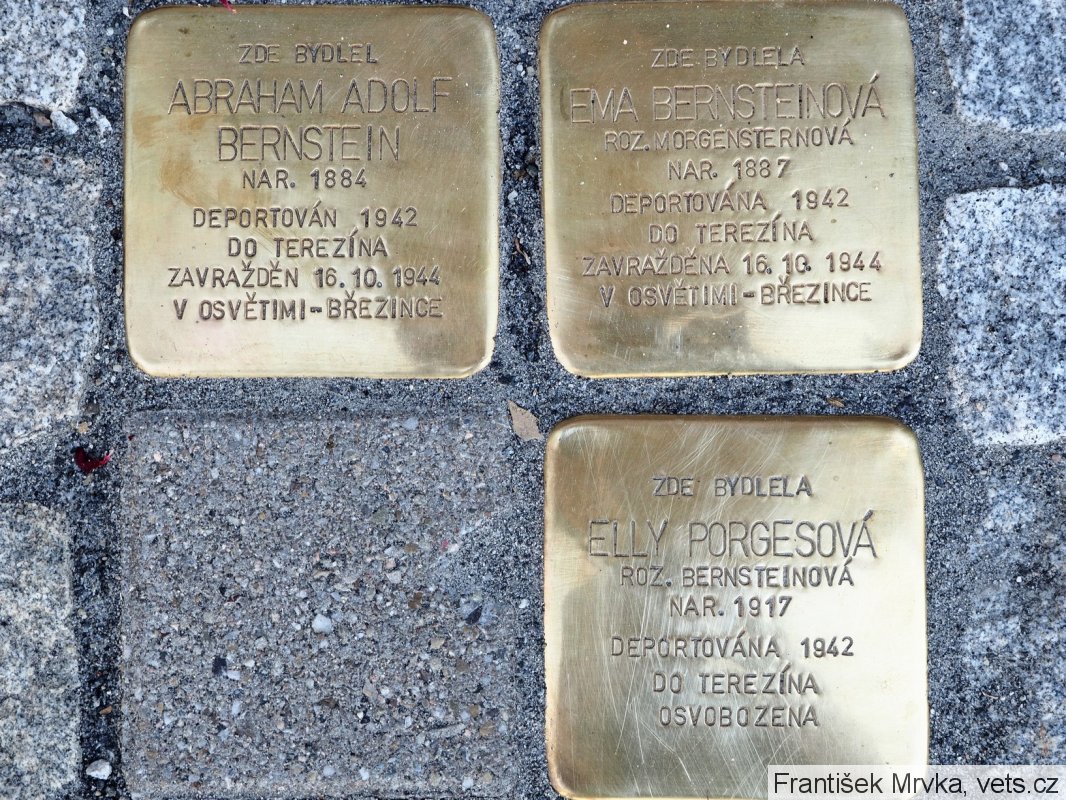 ZDE BYDLEL
ABRAHAM ADOLF
BERNSTEIN
NAR. 1884
DEPORTOVÁN 1942
DO TEREZÍNA
ZAVRAŽDĚN 16.10.1944
V OSVĚTIMI-BŘEZINCE
ZDE BYDLELA
EMA BERNSTEINOVÁ
ROZ. MORGENSTERNOVÁ
NAR. 1887
DEPORTOVÁNA 1942
DO TEREZÍNA
ZAVRAŽDĚNA 16.10.1944
V OSVĚTIMI-BŘEZINCE
ZDE BYDLELA
ELLY PORGESOVÁ
ROZ. BERNSTEINOVÁ
NAR. 1917
DEPORTOVÁNA 1942
DO TEREZÍNA
OSVOBOZENA
František Mrvka, vets.cz